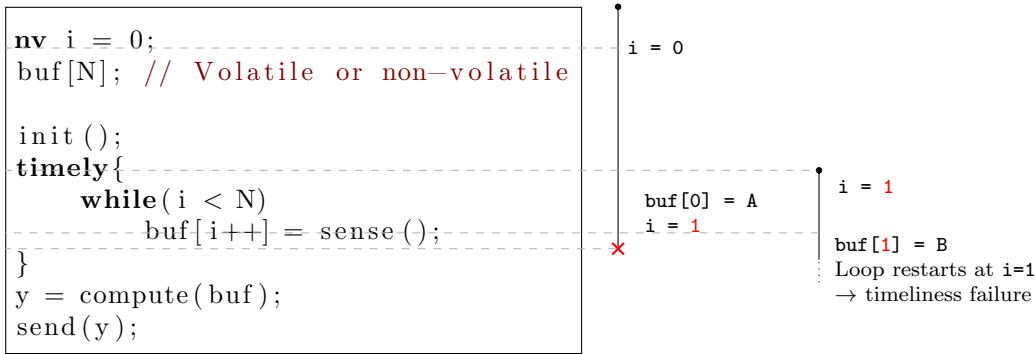 nv i = 0;
buf[N]; // Volatile or non−volatile
init();
timely{
while(i < N)
buf[i++] = sense();
}
y = compute(buf);
send(y);
i = 0
buf[0] = A
i = 1
i = 1
buf[1] = B
Loop restarts at i=1
→ timeliness failure